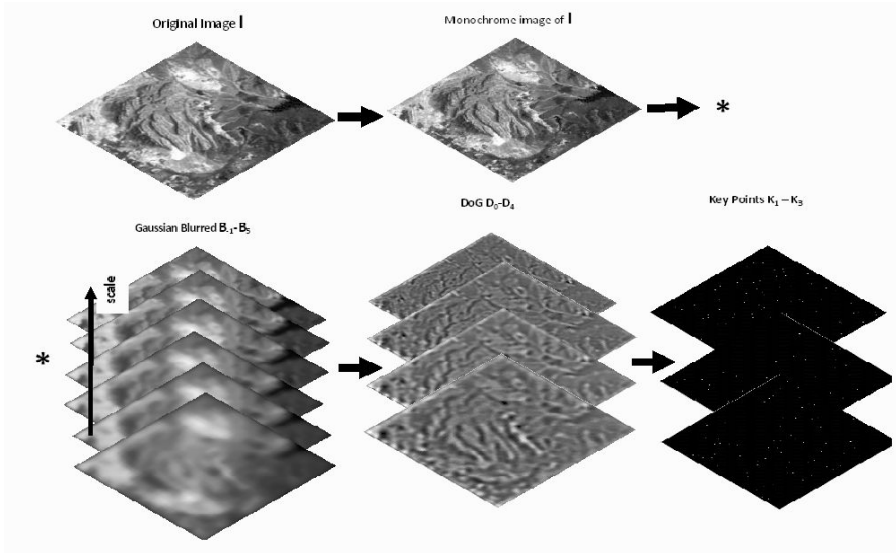 Original Image I
Monochrome image of I
*
DoG D₀-D₄
Key Points K₁ – K₃
Gaussian Blurred B₋₁-B₅
scale
*